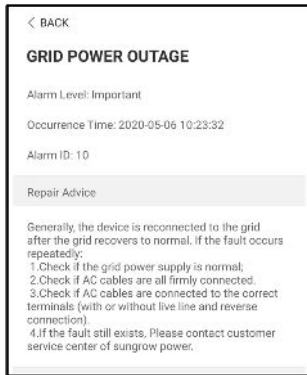 < BACK
GRID POWER OUTAGE
Alarm Level: Important
Occurrence Time: 2020-05-06 10:23:32
Alarm ID: 10
Repair Advice
Generally, the device is reconnected to the grid
after the grid recovers to normal. If the fault occurs
repeatedly:
1.Check if the grid power supply is normal;
2.Check if AC cables are all firmly connected.
3.Check if AC cables are connected to the correct
terminals (with or without live line and reverse
connection).
4.If the fault still exists, Please contact customer
service center of sungrow power.